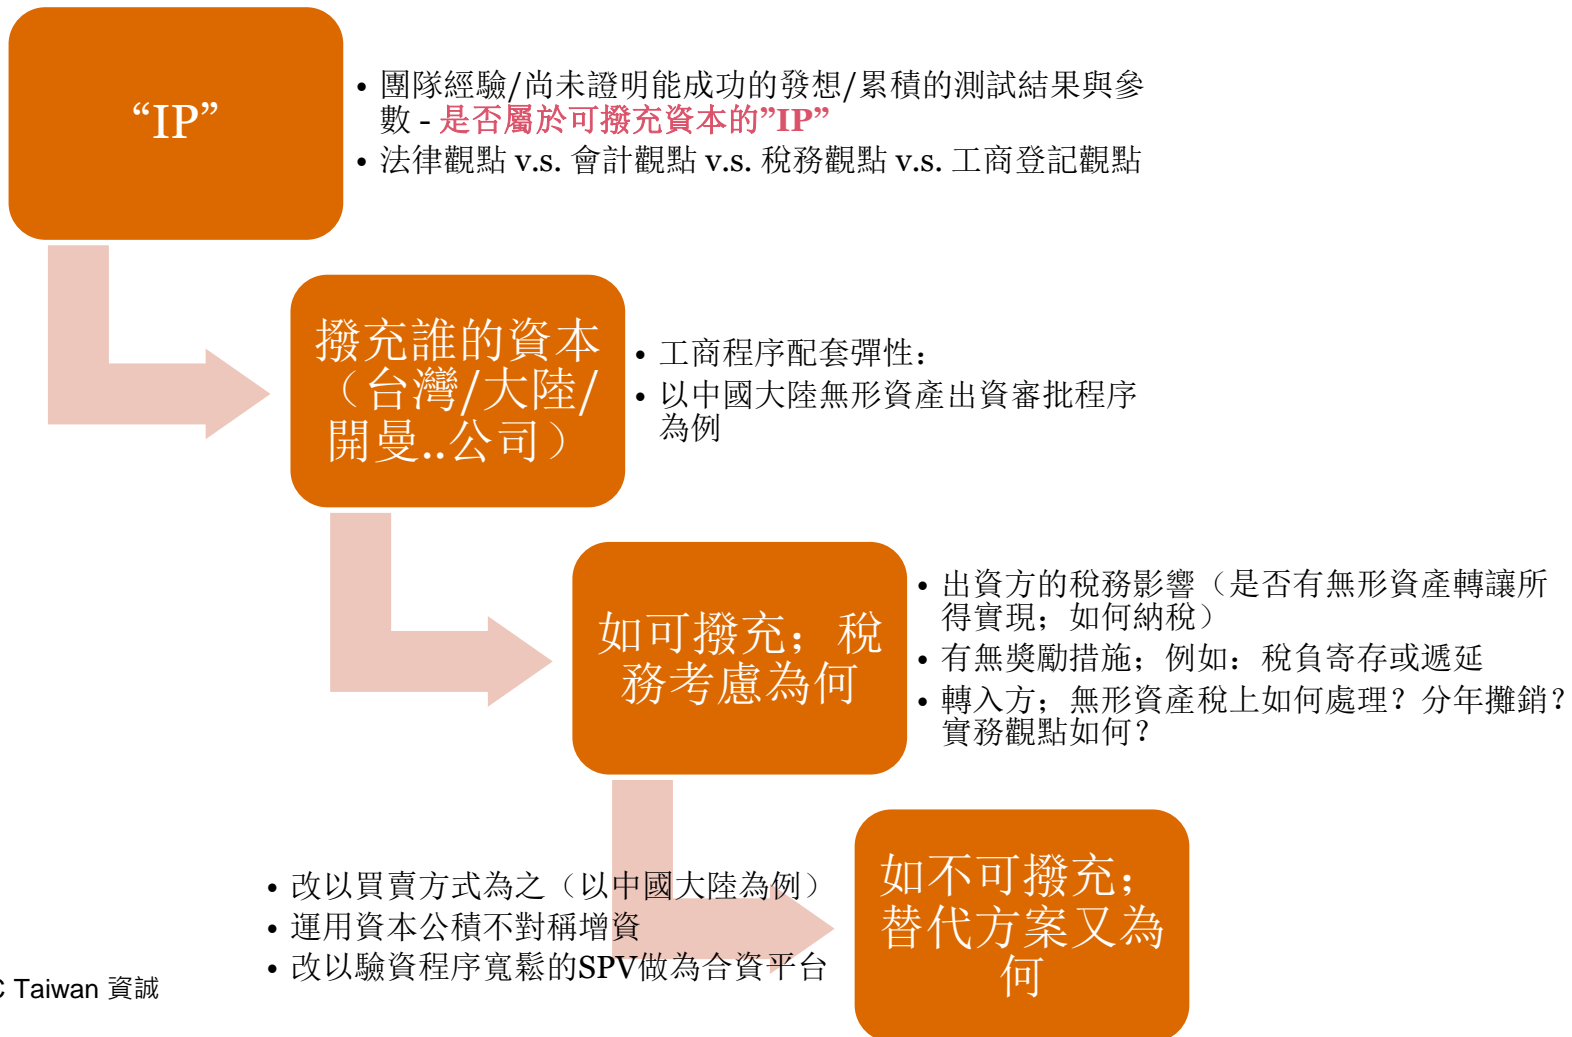 “IP”
• 團隊經驗/尚未證明能成功的發想/累積的測試結果與參
數 - 是否屬於可撥充資本的”IP”
• 法律觀點 v.s. 會計觀點 v.s. 稅務觀點 v.s. 工商登記觀點
撥充誰的資本
（台灣/大陸/
開曼..公司）
• 工商程序配套彈性：
• 以中國大陸無形資產出資審批程序
為例
如可撥充；稅
務考慮為何
• 出資方的稅務影響（是否有無形資產轉讓所
得實現；如何納稅）
• 有無獎勵措施；例如：稅負寄存或遞延
• 轉入方；無形資產稅上如何處理？分年攤銷？
實務觀點如何？
如不可撥充；
替代方案又為
何
• 改以買賣方式為之（以中國大陸為例）
• 運用資本公積不對稱增資
• 改以驗資程序寬鬆的SPV做為合資平台
C Taiwan 資誠